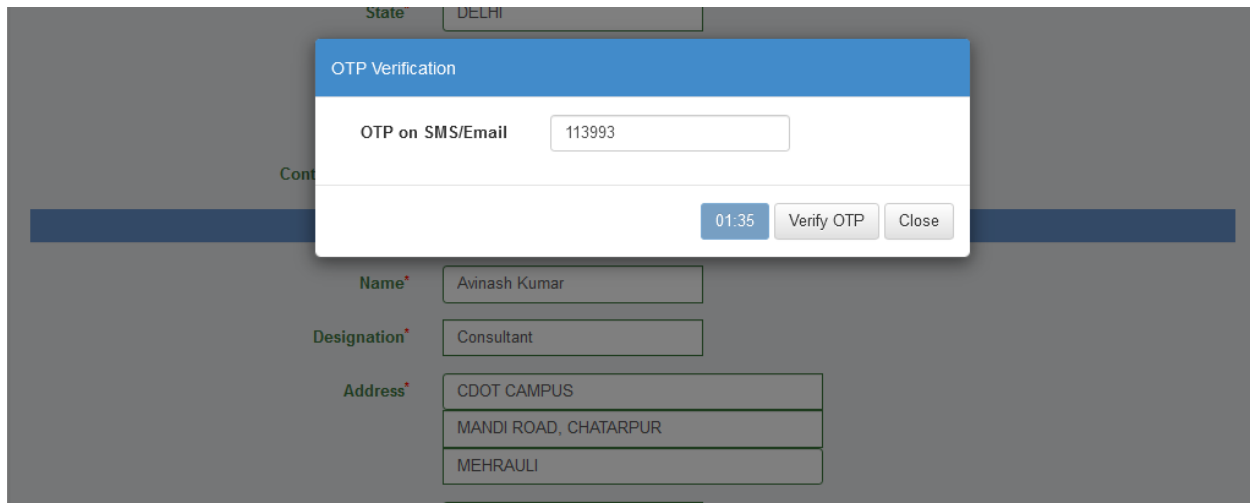 State* DELHI
OTP Verification
OTP on SMS/Email 113993
Cont
01:35 Verify OTP Close
Name* Avinash Kumar
Designation* Consultant
Address* CDOT CAMPUS
MANDI ROAD, CHATARPUR
MEHRAULI